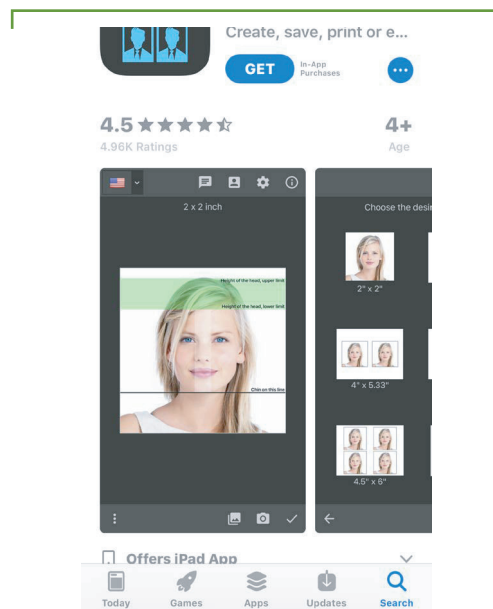 Create, save, print or e...
GET
In-App
Purchases
4.5
4+
4.96K Ratings
Age
2 x 2 inch
Height of the head, upper limit
Height of the head, lower limit
Chin on this line
Choose the desir
2" x 2"
4" x 5.33"
4.5" x 6"
Offers iPad App
Today
Games
Apps
Updates
Search